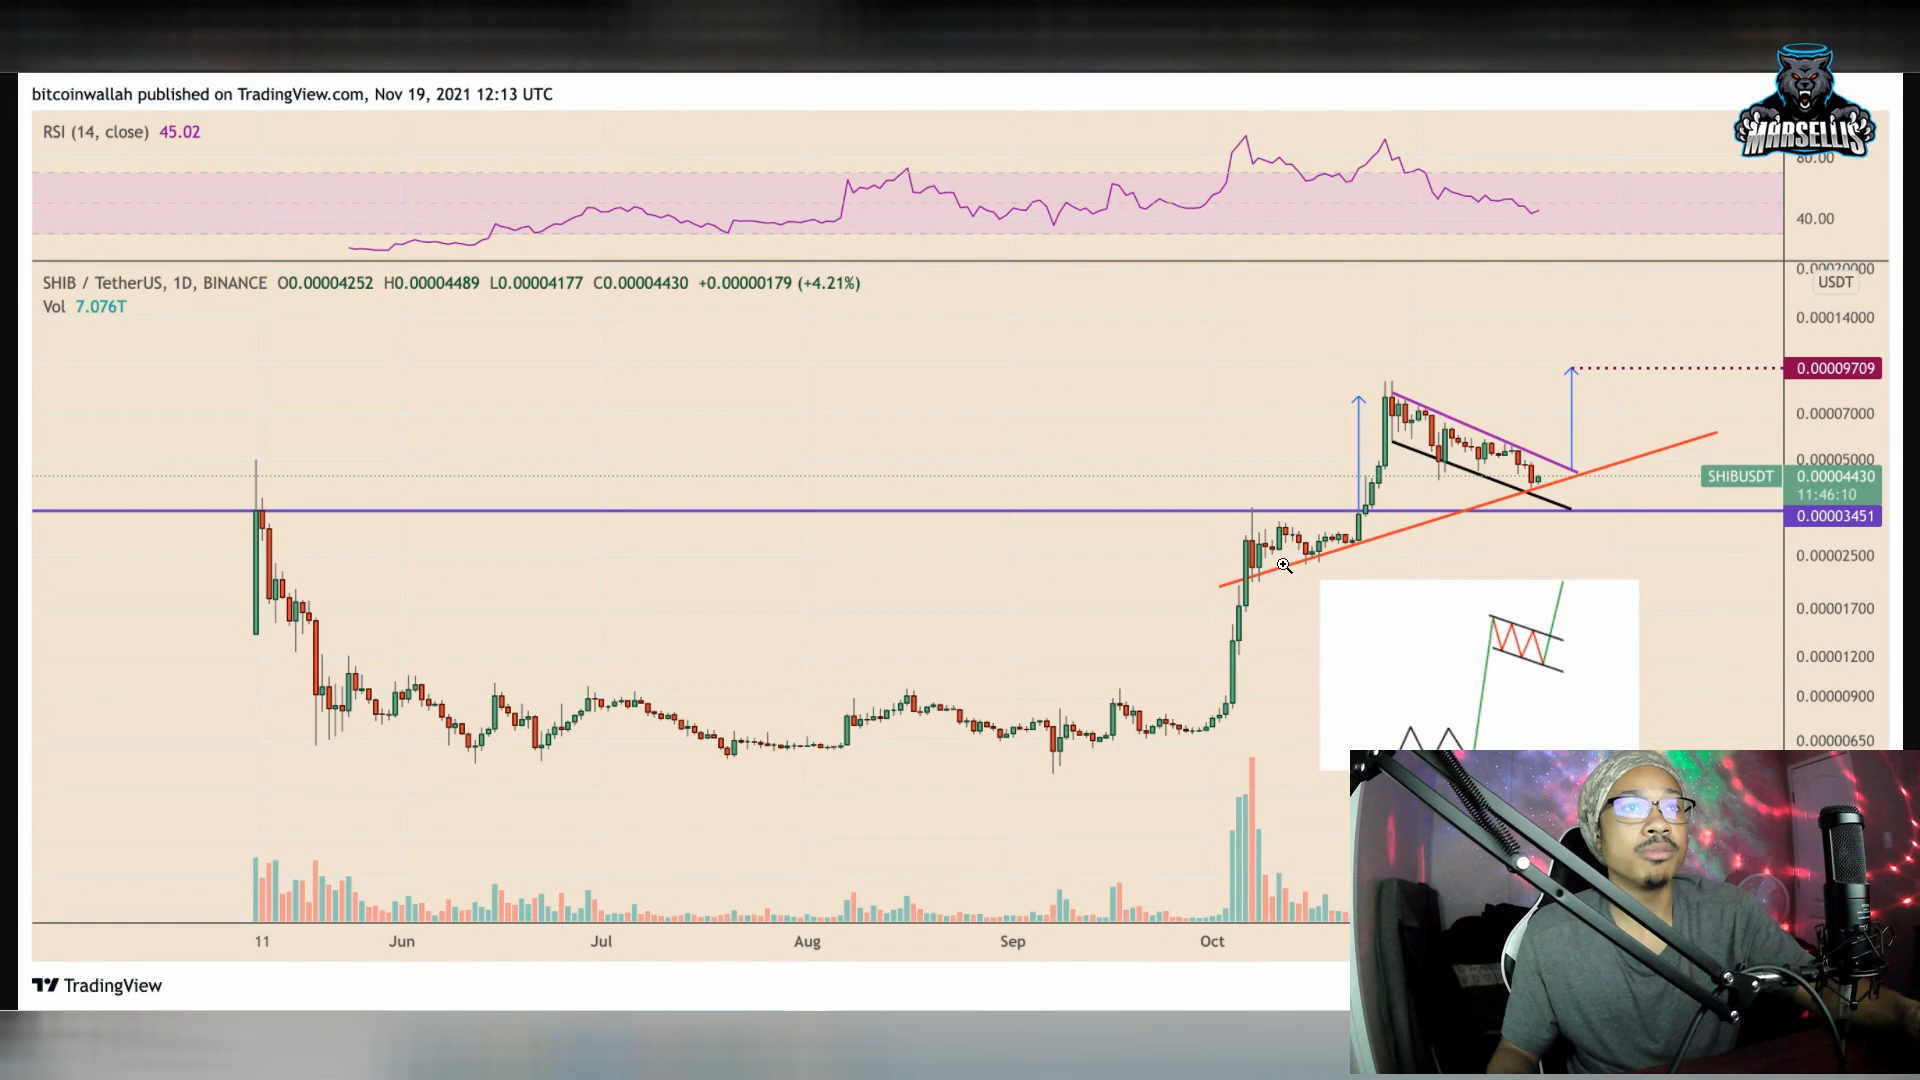 bitcoinwallah published on TradingView.com, Nov 19, 2021 12:13 UTC
MARSELLIS
RSI (14, close) 45.02
80.00
40.00
SHIB / TetherUS, 1D, BINANCE O0.00004252 H0.00004489 L0.00004177 C0.00004430 +0.00000179 (+4.21%)
Vol 7.076T
0.00020000
USDT
0.00014000
0.00009709
0.00007000
0.00005000
SHIBUSDT 0.00004430
11:46:10
0.00003451
0.00002500
0.00001700
0.00001200
0.00000900
0.00000650
11 Jun Jul Aug Sep Oct
TradingView